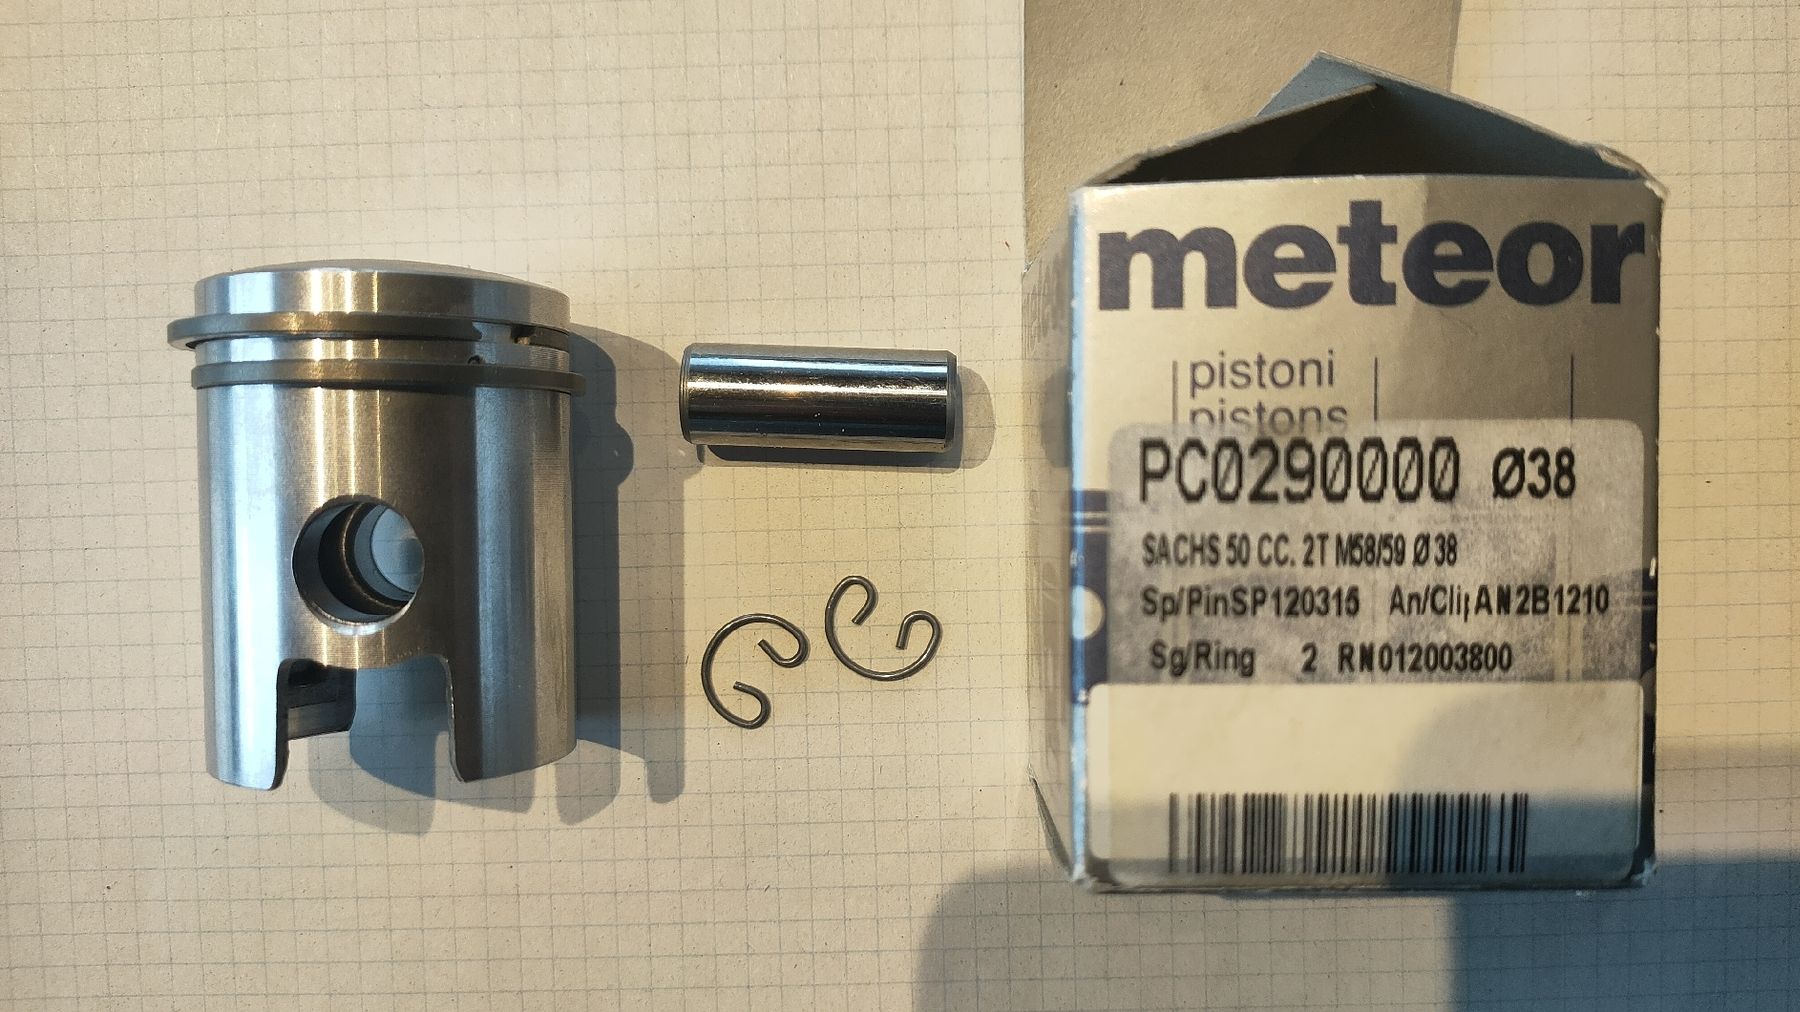 meteor
pistoni
pistons
PC0290000 Ø38
SACHS 50 CC. 2T M58/59 Ø 38
Sp/PinSP120315 An/Clip AN2B1210
Sg/Ring 2 RN012003800